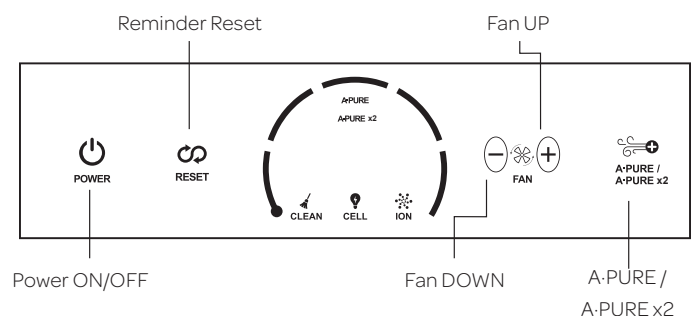 Reminder Reset
Fan UP
A•PURE
A•PURE x2
POWER
RESET
CLEAN
CELL
ION
FAN
A•PURE /
A•PURE x2
Power ON/OFF
Fan DOWN
A·PURE /
A·PURE x2